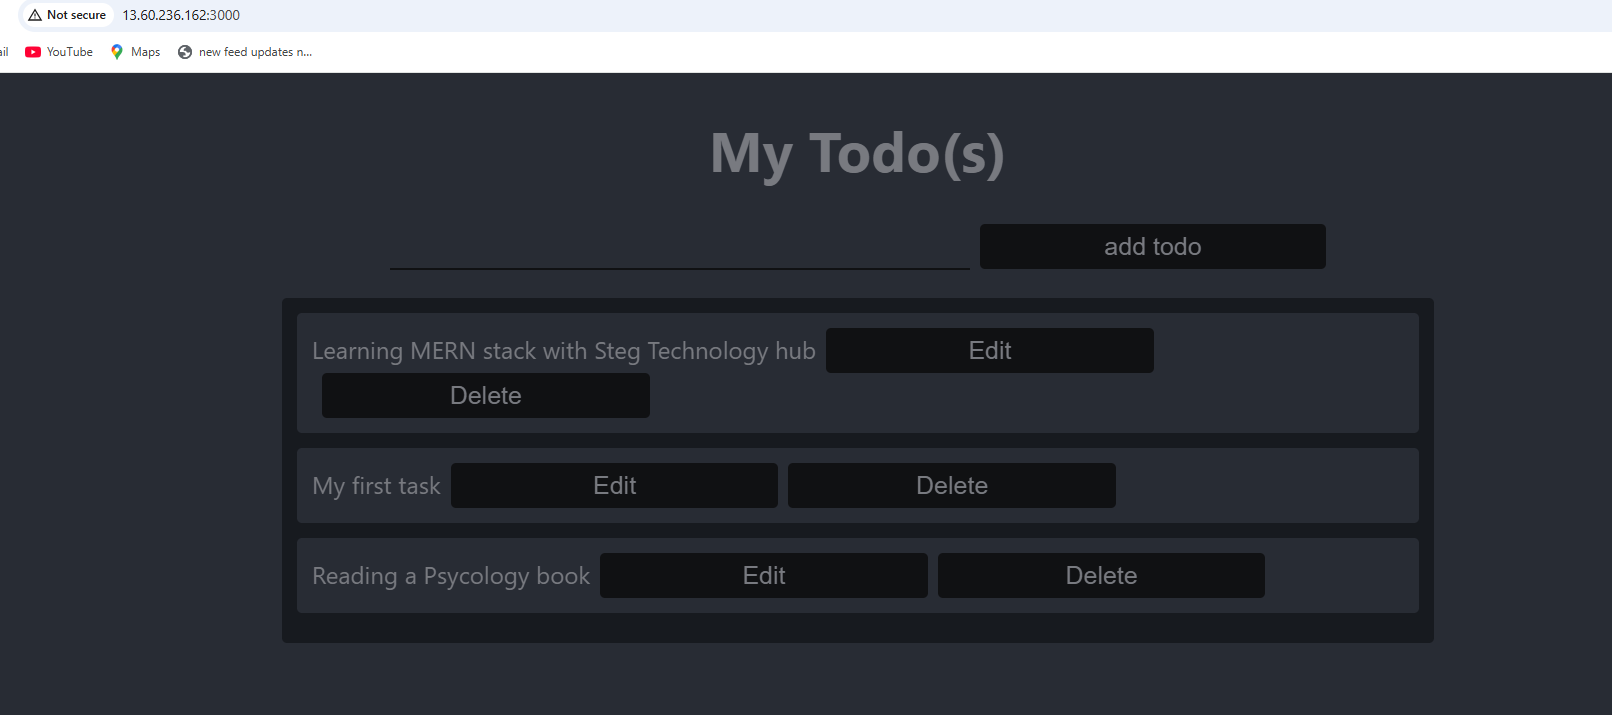 Not secure 13.60.236.162:3000
ail YouTube Maps new feed updates n...
My Todo(s)
add todo
Learning MERN stack with Steg Technology hub Edit
Delete
My first task Edit Delete
Reading a Psycology book Edit Delete